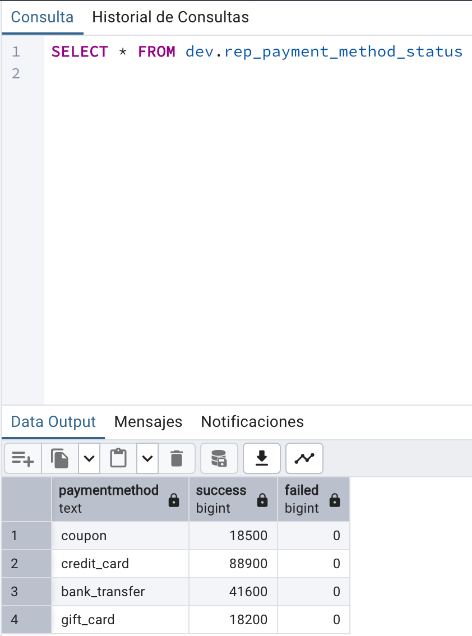 Consulta Historial de Consultas
1 SELECT * FROM dev.rep_payment_method_status
2
Data Output Mensajes Notificaciones
paymentmethod success failed
text bigint bigint
1 coupon 18500 0
2 credit_card 88900 0
3 bank_transfer 41600 0
4 gift_card 18200 0